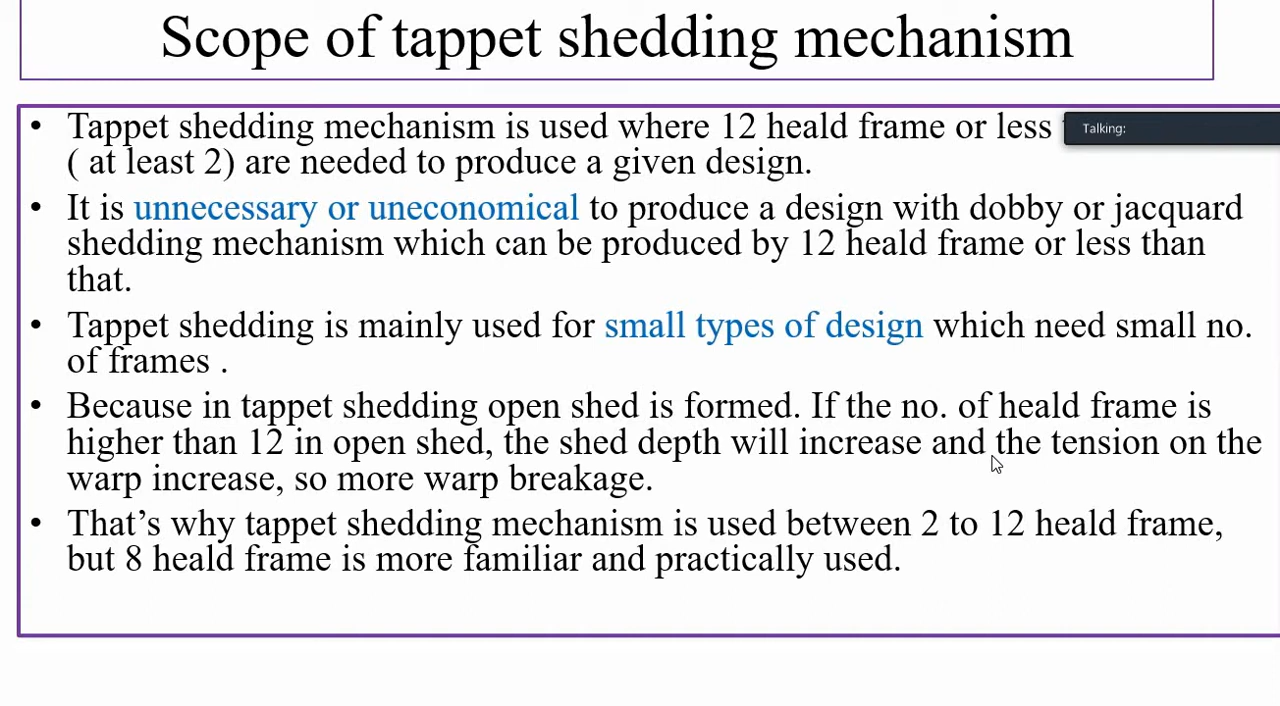 Scope of tappet shedding mechanism
• Tappet shedding mechanism is used where 12 heald frame or less
Talking:
( at least 2) are needed to produce a given design.
• It is unnecessary or uneconomical to produce a design with dobby or jacquard
shedding mechanism which can be produced by 12 heald frame or less than
that.
• Tappet shedding is mainly used for small types of design which need small no.
of frames .
• Because in tappet shedding open shed is formed. If the no. of heald frame is
higher than 12 in open shed, the shed depth will increase and the tension on the
warp increase, so more warp breakage.
• That’s why tappet shedding mechanism is used between 2 to 12 heald frame,
but 8 heald frame is more familiar and practically used.